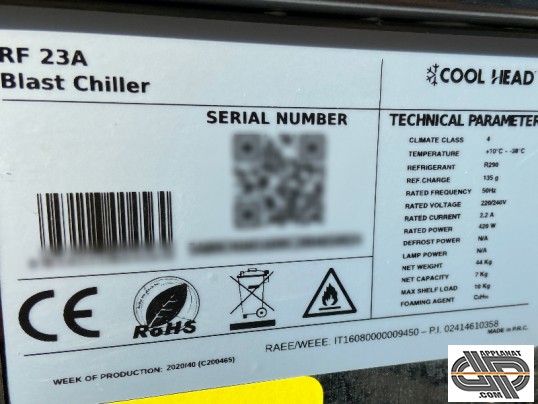 RF 23A
Blast Chiller
COOL HEAD
SERIAL NUMBER
TECHNICAL PARAMETER
CLIMATE CLASS 4
TEMPERATURE +10°C ~ -38°C
REFRIGERANT R290
REF.CHARGE 135 g
RATED FREQUENCY 50Hz
RATED VOLTAGE 220/240V
RATED CURRENT 2.2 A
RATED POWER 420 W
DEFROST POWER N/A
LAMP POWER N/A
NET WEIGHT 44 Kg
NET CAPACITY 7 Kg
MAX SHELF LOAD 10 Kg
FOAMING AGENT C₅H₁₀
CE
RoHS
RAEE/WEEE IT16080000009450 – P.I. 02414610358
MADE IN P.R.C.
WEEK OF PRODUCTION: 2020/40 (C200465)
APPLANAT
.COM